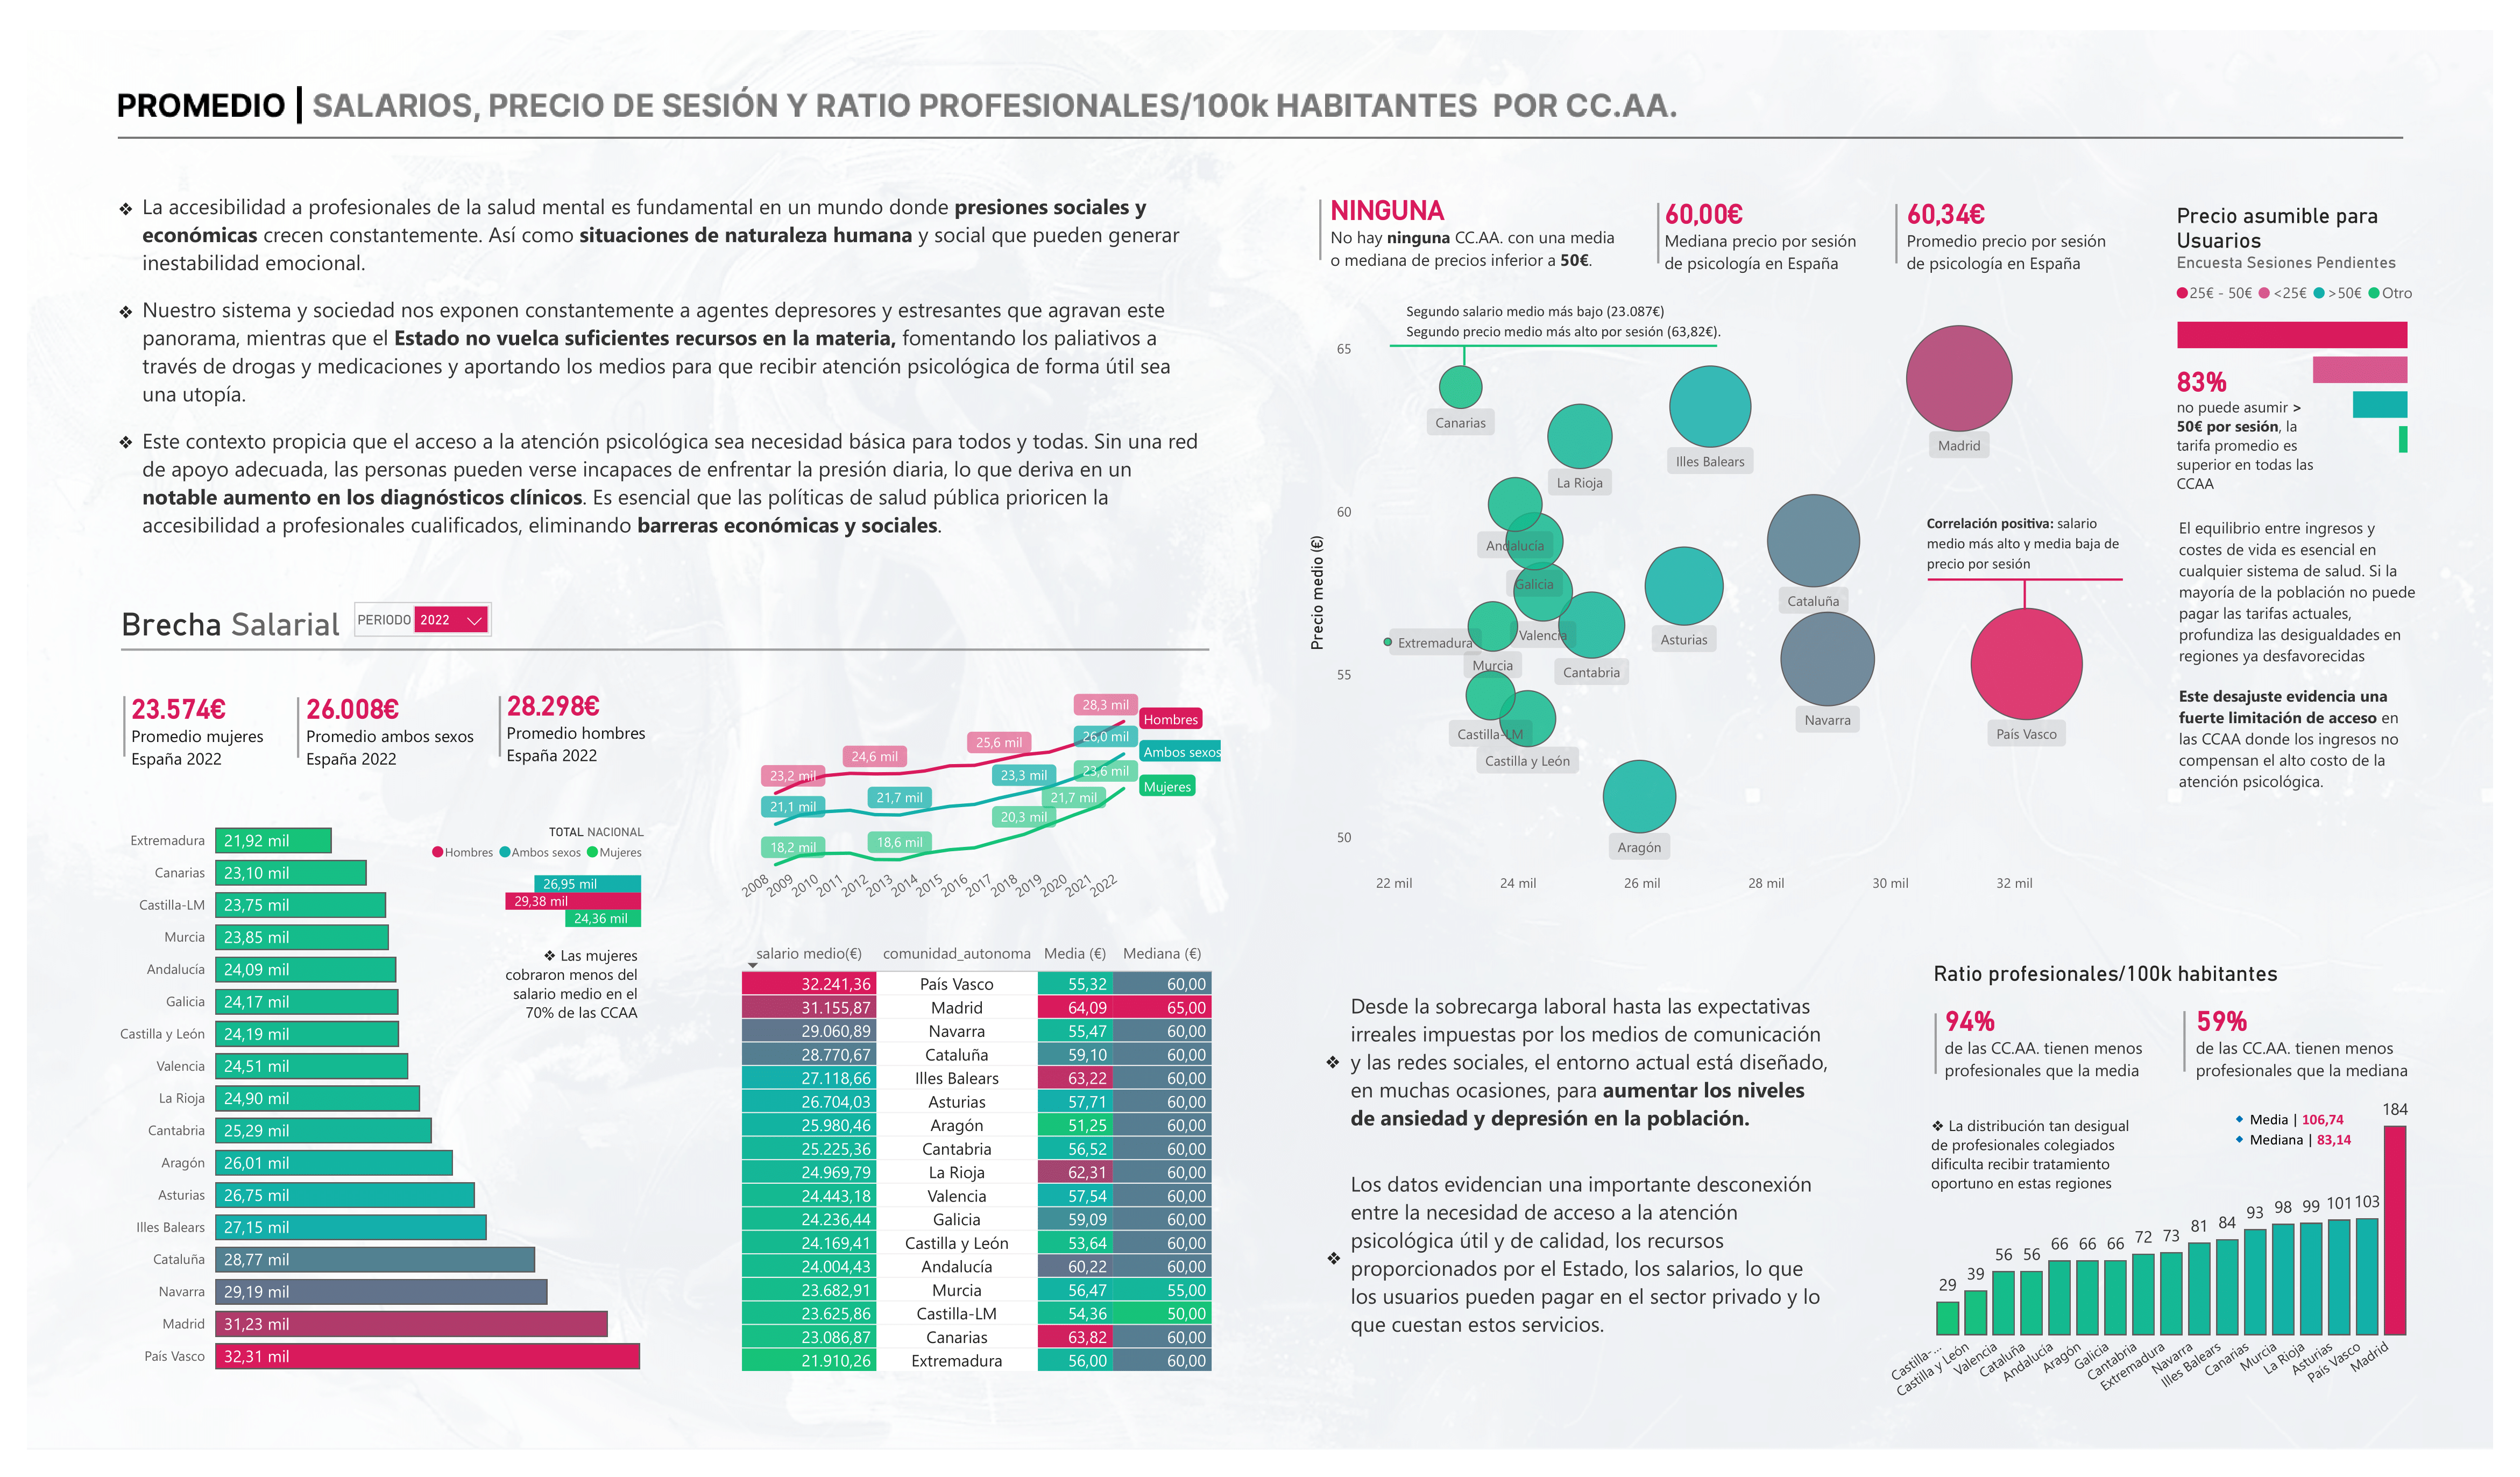 PROMEDIO | SALARIOS, PRECIO DE SESIÓN Y RATIO PROFESIONALES/100k HABITANTES POR CC.AA.
❖ La accesibilidad a profesionales de la salud mental es fundamental en un mundo donde presiones sociales y
económicas crecen constantemente. Así como situaciones de naturaleza humana y social que pueden generar
inestabilidad emocional.
❖ Nuestro sistema y sociedad nos exponen constantemente a agentes depresores y estresantes que agravan este
panorama, mientras que el Estado no vuelca suficientes recursos en la materia, fomentando los paliativos a
través de drogas y medicaciones y aportando los medios para que recibir atención psicológica de forma útil sea
una utopía.
❖ Este contexto propicia que el acceso a la atención psicológica sea necesidad básica para todos y todas. Sin una red
de apoyo adecuada, las personas pueden verse incapaces de enfrentar la presión diaria, lo que deriva en un
notable aumento en los diagnósticos clínicos. Es esencial que las políticas de salud pública prioricen la
accesibilidad a profesionales cualificados, eliminando barreras económicas y sociales.
Brecha Salarial
PERIODO 2022
23.574€
Promedio mujeres
España 2022
26.008€
Promedio ambos sexos
España 2022
28.298€
Promedio hombres
España 2022
Extremadura 21,92 mil
Canarias 23,10 mil
Castilla-LM 23,75 mil
Murcia 23,85 mil
Andalucía 24,09 mil
Galicia 24,17 mil
Castilla y León 24,19 mil
Valencia 24,51 mil
La Rioja 24,90 mil
Cantabria 25,29 mil
Aragón 26,01 mil
Asturias 26,75 mil
Illes Balears 27,15 mil
Cataluña 28,77 mil
Navarra 29,19 mil
Madrid 31,23 mil
País Vasco 32,31 mil
TOTAL NACIONAL
Hombres Ambos sexos Mujeres
26,95 mil
29,38 mil
24,36 mil
❖ Las mujeres
cobraron menos del
salario medio en el
70% de las CCAA
28,3 mil
Hombres
25,6 mil
26,0 mil
24,6 mil
Ambos sexos
23,2 mil
23,3 mil
23,6 mil
Mujeres
21,1 mil
21,7 mil
21,7 mil
20,3 mil
18,2 mil
18,6 mil
2008 2009 2010 2011 2012 2013 2014 2015 2016 2017 2018 2019 2020 2021 2022
salario medio(€) comunidad_autonoma Media (€) Mediana (€)
32.241,36 País Vasco 55,32 60,00
31.155,87 Madrid 64,09 65,00
29.060,89 Navarra 55,47 60,00
28.770,67 Cataluña 59,10 60,00
27.118,66 Illes Balears 63,22 60,00
26.704,03 Asturias 57,71 60,00
25.980,46 Aragón 51,25 60,00
25.225,36 Cantabria 56,52 60,00
24.969,79 La Rioja 62,31 60,00
24.443,18 Valencia 57,54 60,00
24.236,44 Galicia 59,09 60,00
24.169,41 Castilla y León 53,64 60,00
24.004,43 Andalucía 60,22 60,00
23.682,91 Murcia 56,47 55,00
23.625,86 Castilla-LM 54,36 50,00
23.086,87 Canarias 63,82 60,00
21.910,26 Extremadura 56,00 60,00
NINGUNA
No hay ninguna CC.AA. con una media
o mediana de precios inferior a 50€.
60,00€
Mediana precio por sesión
de psicología en España
60,34€
Promedio precio por sesión
de psicología en España
Segundo salario medio más bajo (23.087€)
Segundo precio medio más alto por sesión (63,82€).
Precio medio (€)
65
60
55
50
Canarias
La Rioja
Illes Balears
Madrid
Andalucía
Galicia
Valencia
Extremadura
Murcia
Cantabria
Asturias
Cataluña
Navarra
País Vasco
Castilla-LM
Castilla y León
Aragón
Correlación positiva: salario
medio más alto y media baja de
precio por sesión
22 mil 24 mil 26 mil 28 mil 30 mil 32 mil
Precio asumible para
Usuarios
Encuesta Sesiones Pendientes
25€ - 50€ <25€ >50€ Otro
83%
no puede asumir >
50€ por sesión, la
tarifa promedio es
superior en todas las
CCAA
El equilibrio entre ingresos y
costes de vida es esencial en
cualquier sistema de salud. Si la
mayoría de la población no puede
pagar las tarifas actuales,
profundiza las desigualdades en
regiones ya desfavorecidas
Este desajuste evidencia una
fuerte limitación de acceso en
las CCAA donde los ingresos no
compensan el alto costo de la
atención psicológica.
Desde la sobrecarga laboral hasta las expectativas
irreales impuestas por los medios de comunicación
❖ y las redes sociales, el entorno actual está diseñado,
en muchas ocasiones, para aumentar los niveles
de ansiedad y depresión en la población.
Los datos evidencian una importante desconexión
entre la necesidad de acceso a la atención
psicológica útil y de calidad, los recursos
❖ proporcionados por el Estado, los salarios, lo que
los usuarios pueden pagar en el sector privado y lo
que cuestan estos servicios.
Ratio profesionales/100k habitantes
94%
de las CC.AA. tienen menos
profesionales que la media
59%
de las CC.AA. tienen menos
profesionales que la mediana
❖ La distribución tan desigual
de profesionales colegiados
dificulta recibir tratamiento
oportuno en estas regiones
Media | 106,74
Mediana | 83,14
29 39 56 56 66 66 66 72 73 81 84 93 98 99 101 103 184
Castilla-... Castilla y León Valencia Cataluña Andalucía Aragón Galicia Cantabria Extremadura Navarra Illes Balears Canarias Murcia La Rioja Asturias País Vasco Madrid